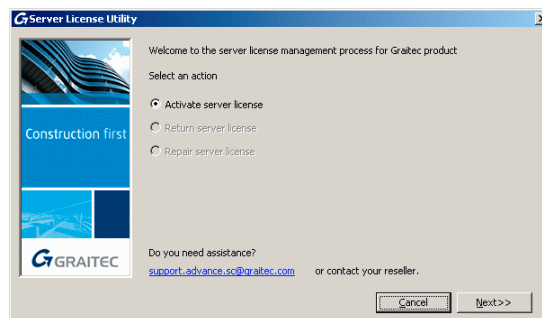 Server License Utility
Welcome to the server license management process for Graitec product
Select an action
Activate server license
Return server license
Repair server license
Construction first
GRAITEC
Do you need assistance?
support.advance.sc@graitec.com or contact your reseller.
Cancel Next>>